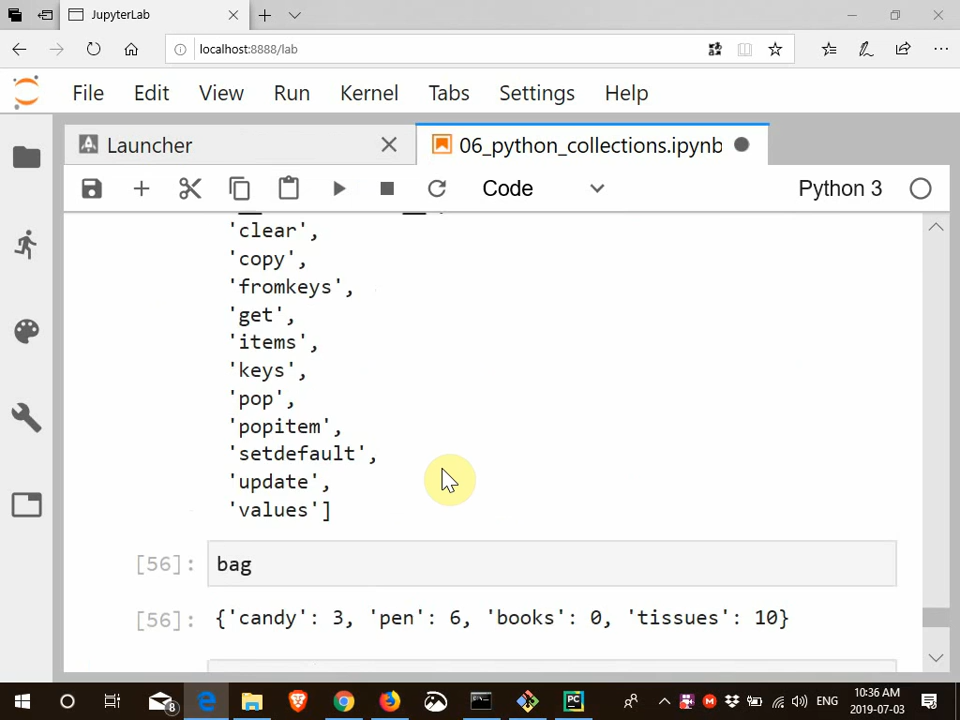 JupyterLab
localhost:8888/lab
File Edit View Run Kernel Tabs Settings Help
Launcher 06_python_collections.ipynb
Code Python 3
'clear',
'copy',
'fromkeys',
'get',
'items',
'keys',
'pop',
'popitem',
'setdefault',
'update',
'values']
[56]: bag
[56]: {'candy': 3, 'pen': 6, 'books': 0, 'tissues': 10}
8 PC ENG 10:36 AM
2019-07-03